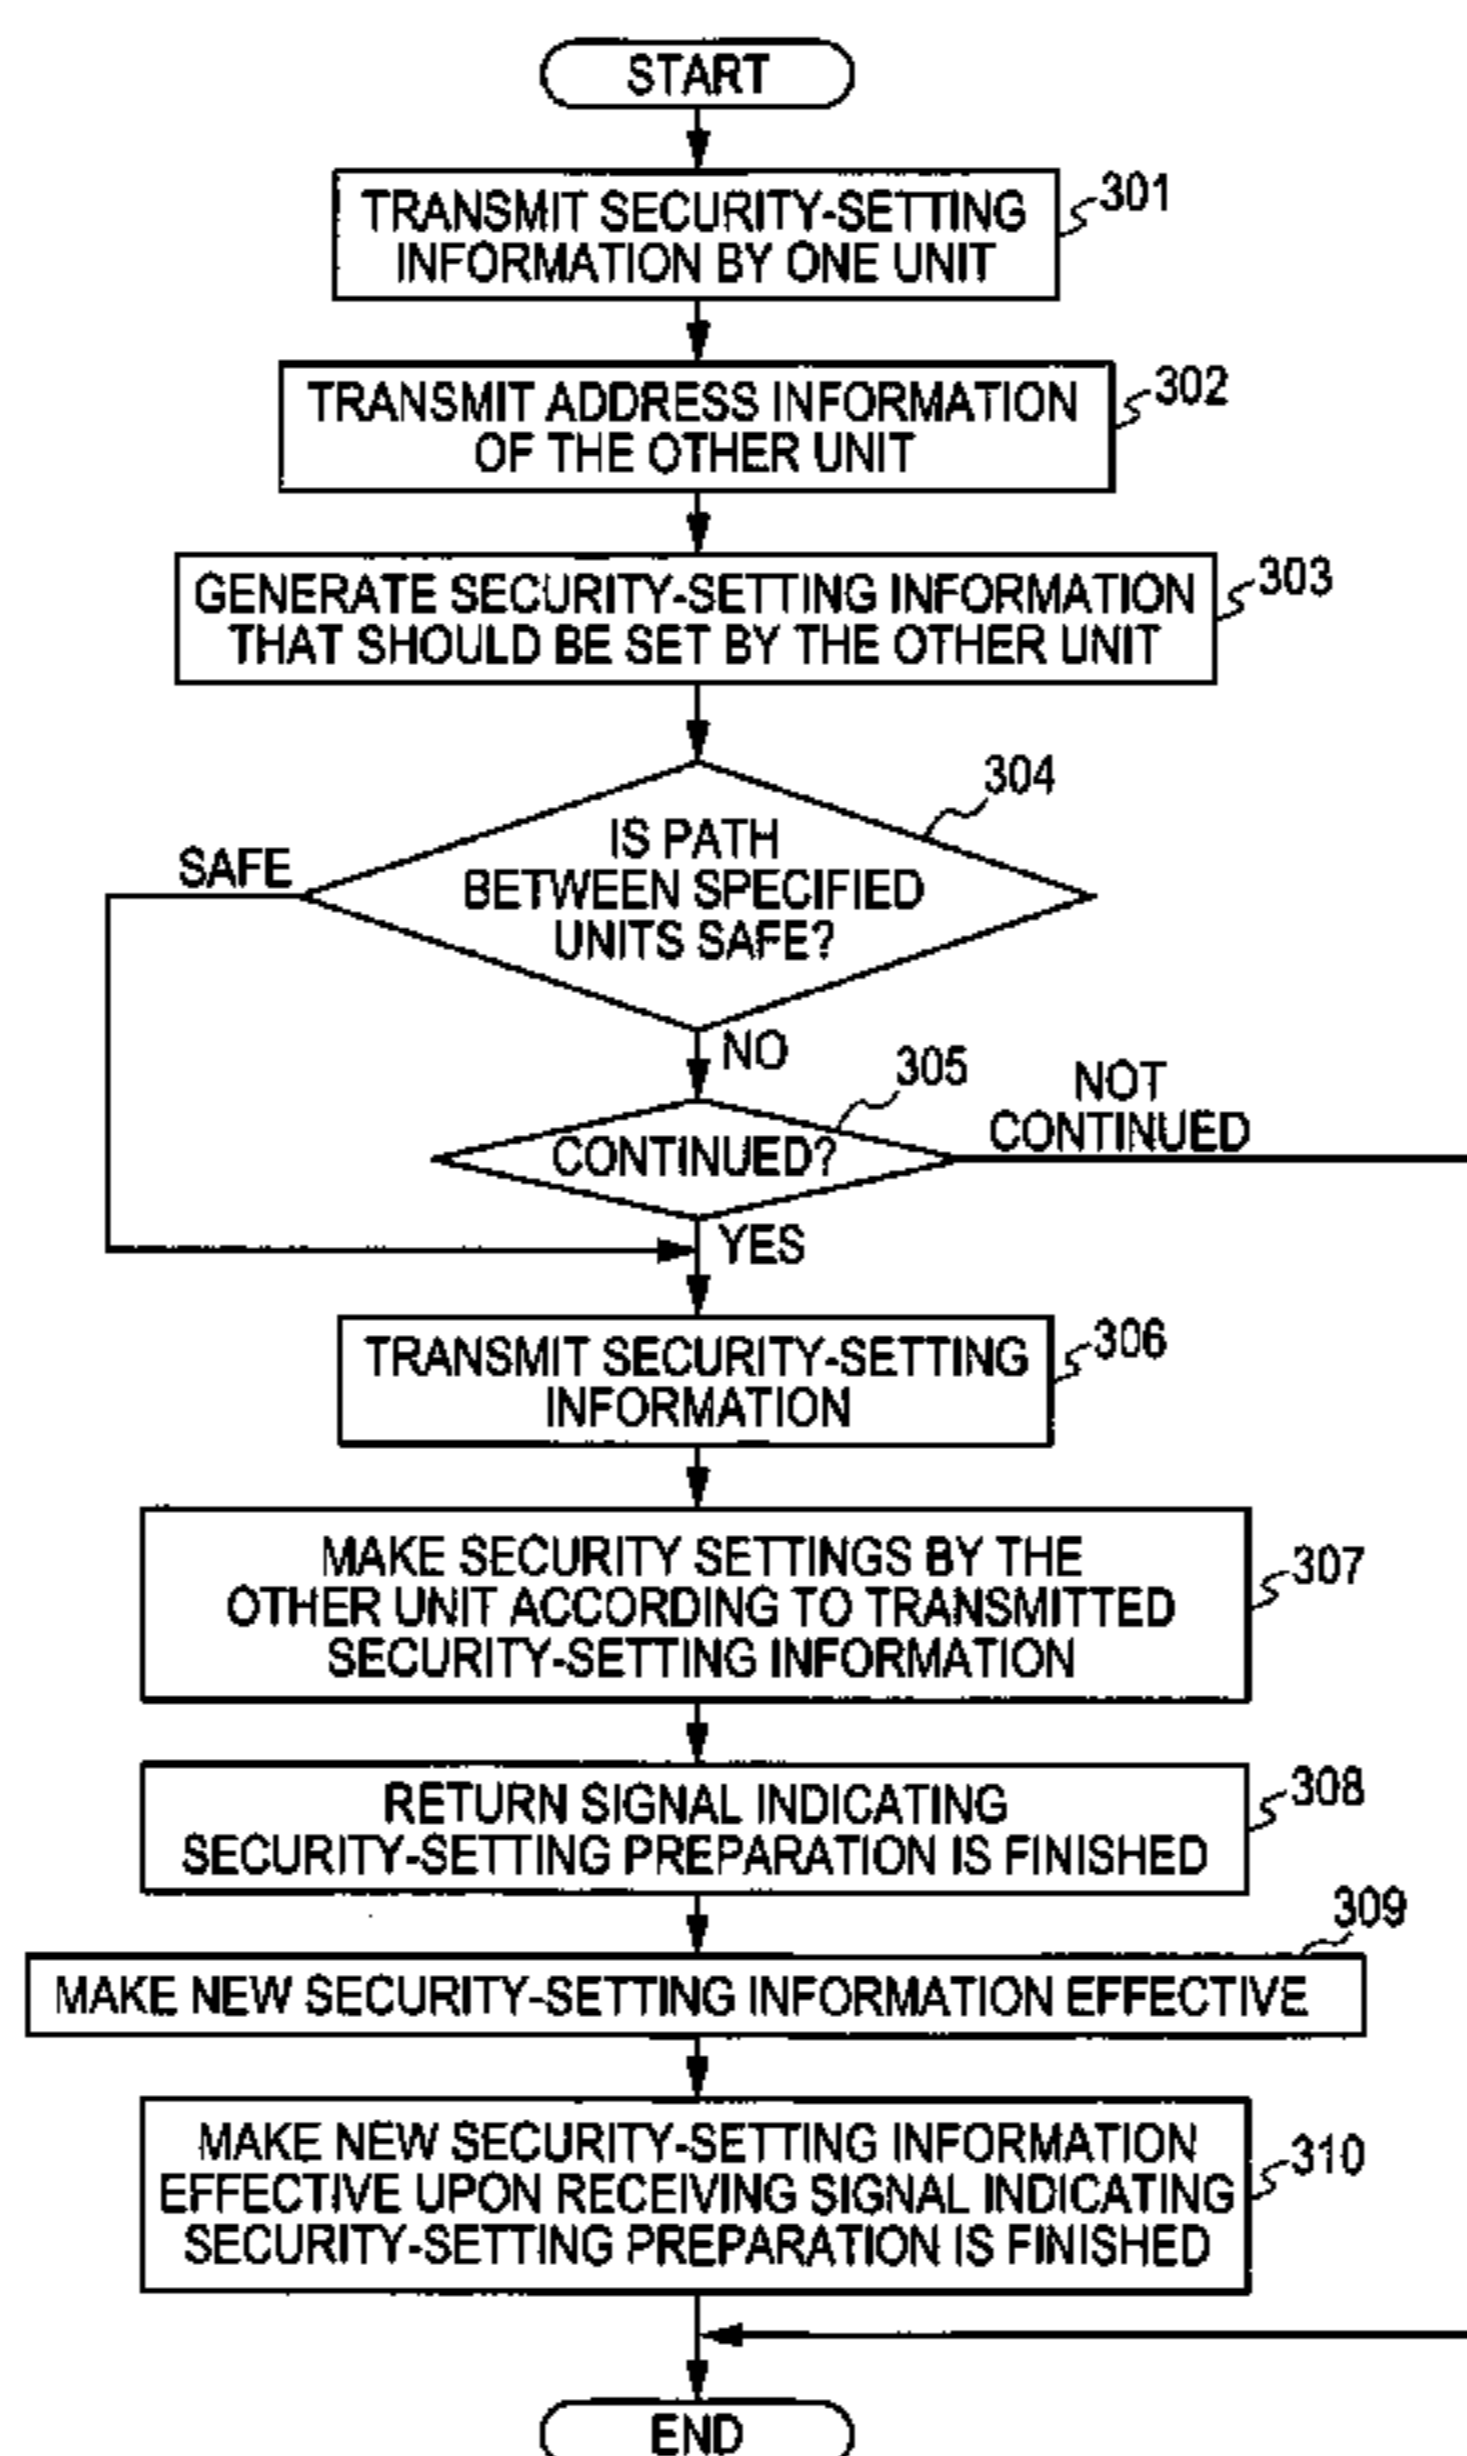 START
301
TRANSMIT SECURITY-SETTING
INFORMATION BY ONE UNIT
302
TRANSMIT ADDRESS INFORMATION
OF THE OTHER UNIT
303
GENERATE SECURITY-SETTING INFORMATION
THAT SHOULD BE SET BY THE OTHER UNIT
304
IS PATH
BETWEEN SPECIFIED
UNITS SAFE?
SAFE
NO
305
CONTINUED?
NOT
CONTINUED
YES
306
TRANSMIT SECURITY-SETTING
INFORMATION
307
MAKE SECURITY SETTINGS BY THE
OTHER UNIT ACCORDING TO TRANSMITTED
SECURITY-SETTING INFORMATION
308
RETURN SIGNAL INDICATING
SECURITY-SETTING PREPARATION IS FINISHED
309
MAKE NEW SECURITY-SETTING INFORMATION EFFECTIVE
310
MAKE NEW SECURITY-SETTING INFORMATION
EFFECTIVE UPON RECEIVING SIGNAL INDICATING
SECURITY-SETTING PREPARATION IS FINISHED
END